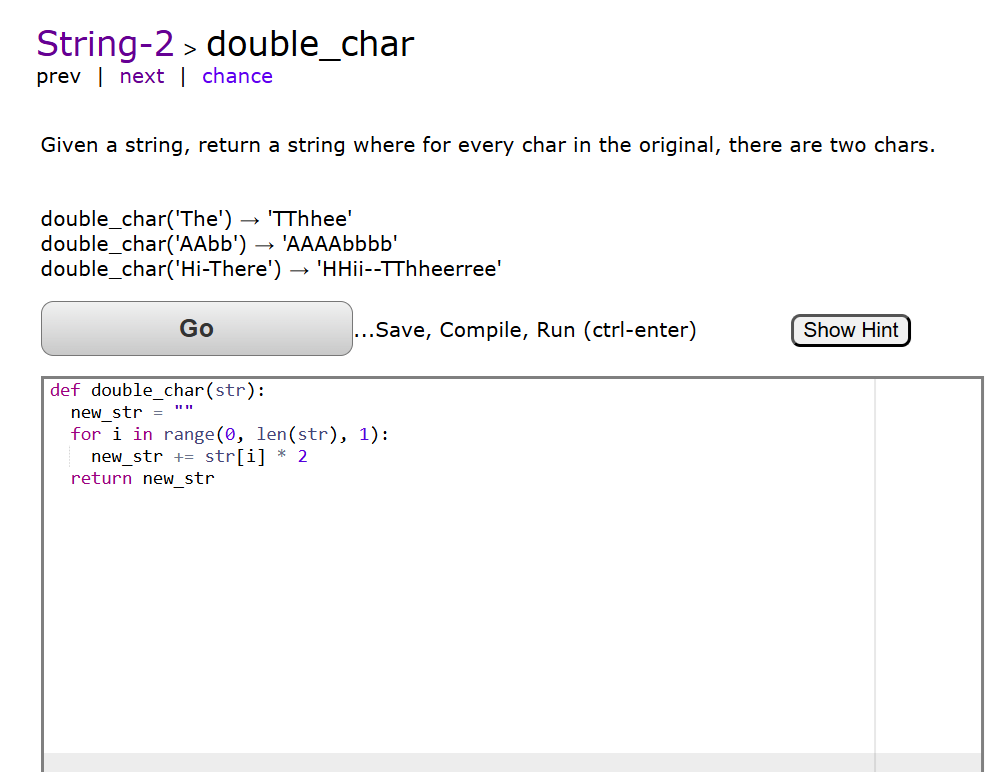 String-2 > double_char
prev | next | chance
Given a string, return a string where for every char in the original, there are two chars.
double_char('The') → 'TThhee'
double_char('AAbb') → 'AAAAbbbb'
double_char('Hi-There') → 'HHii--TThheerree'
Go ...Save, Compile, Run (ctrl-enter) Show Hint
def double_char(str):
  new_str = ""
  for i in range(0, len(str), 1):
    new_str += str[i] * 2
  return new_str